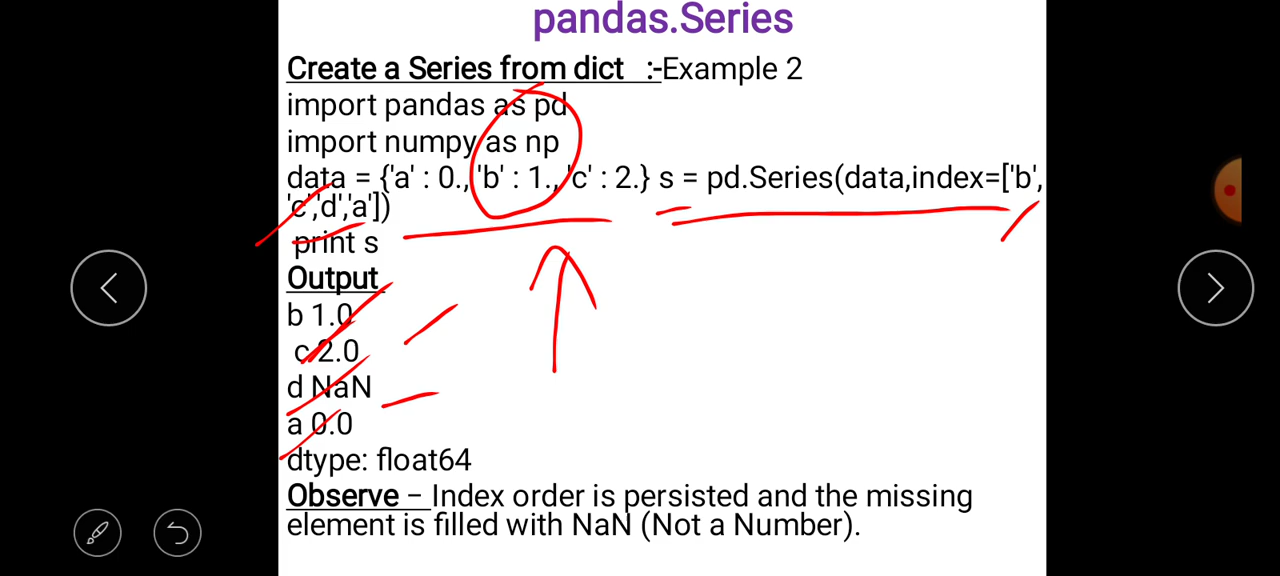 pandas.Series
Create a Series from dict :-Example 2
import pandas as pd
import numpy as np
data = {'a' : 0., 'b' : 1., 'c' : 2.} s = pd.Series(data,index=['b',
'c','d','a'])
print s
Output
b 1.0
c 2.0
d NaN
a 0.0
dtype: float64
Observe − Index order is persisted and the missing
element is filled with NaN (Not a Number).